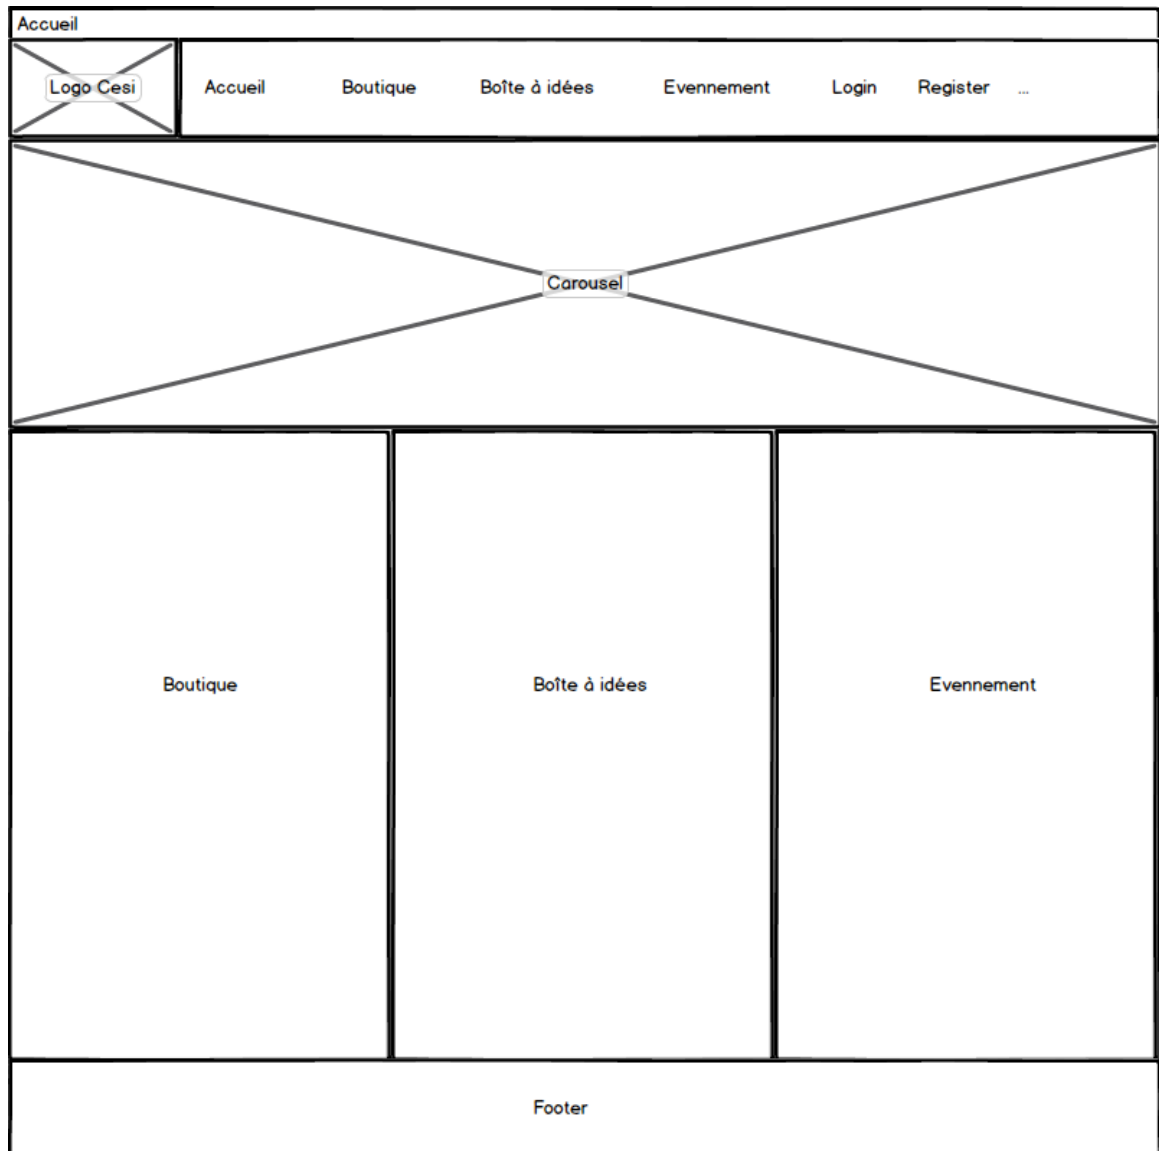 Accueil
Logo Cesi
Accueil Boutique Boîte à idées Evennement Login Register ...
Carousel
Boutique Boîte à idées Evennement
Footer